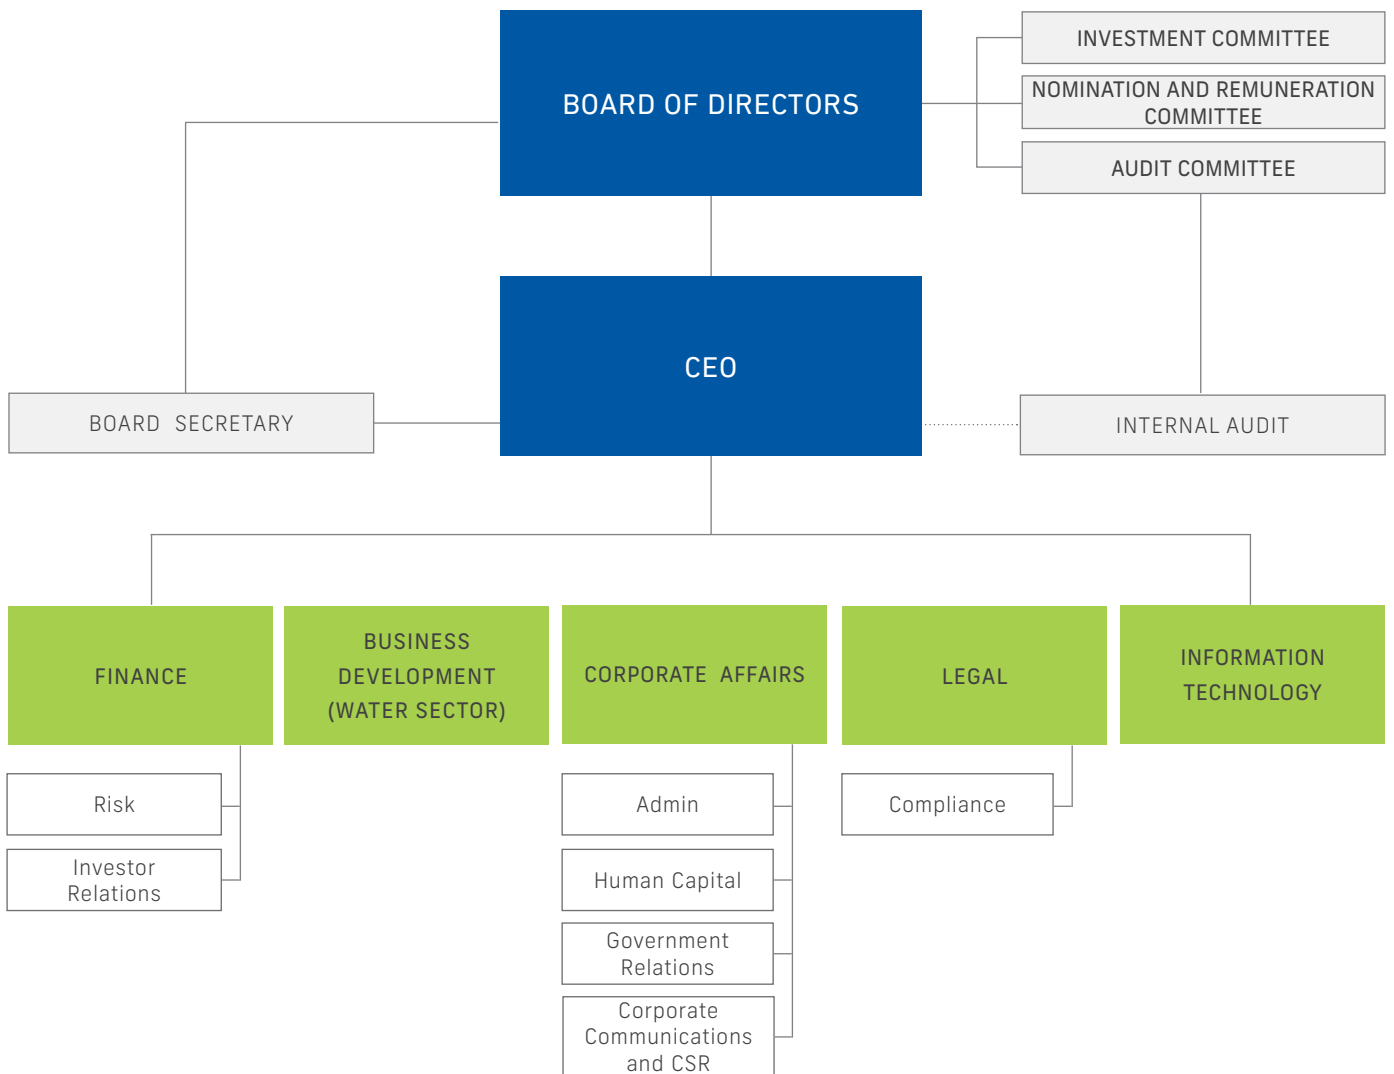 BOARD OF DIRECTORS
INVESTMENT COMMITTEE
NOMINATION AND REMUNERATION
COMMITTEE
AUDIT COMMITTEE
CEO
BOARD SECRETARY
INTERNAL AUDIT
FINANCE
BUSINESS
DEVELOPMENT
(WATER SECTOR)
CORPORATE AFFAIRS
LEGAL
INFORMATION
TECHNOLOGY
Risk
Investor
Relations
Admin
Human Capital
Government
Relations
Corporate
Communications
and CSR
Compliance